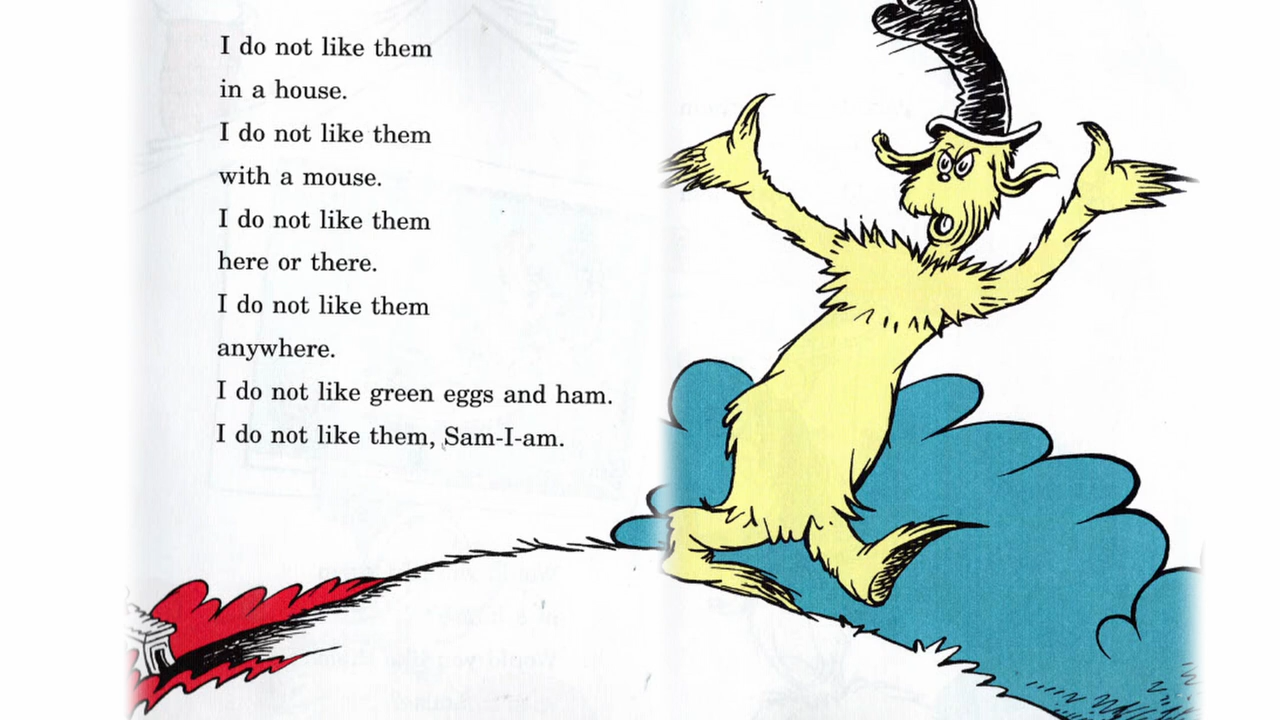 I do not like them
in a house.
I do not like them
with a mouse.
I do not like them
here or there.
I do not like them
anywhere.
I do not like green eggs and ham.
I do not like them, Sam-I-am.